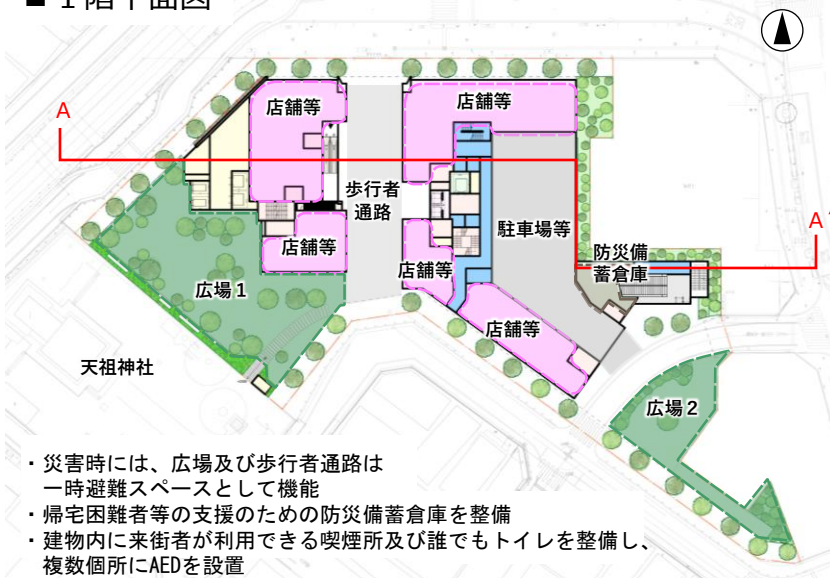 ■１階平面図
A
店舗等
店舗等
歩行者
通路
駐車場等
A'
店舗等
店舗等
防災備
蓄倉庫
広場１
店舗等
天祖神社
広場２
・災害時には、広場及び歩行者通路は
一時避難スペースとして機能
・帰宅困難者等の支援のための防災備蓄倉庫を整備
・建物内に来街者が利用できる喫煙所及び誰でもトイレを整備し、
複数個所にAEDを設置